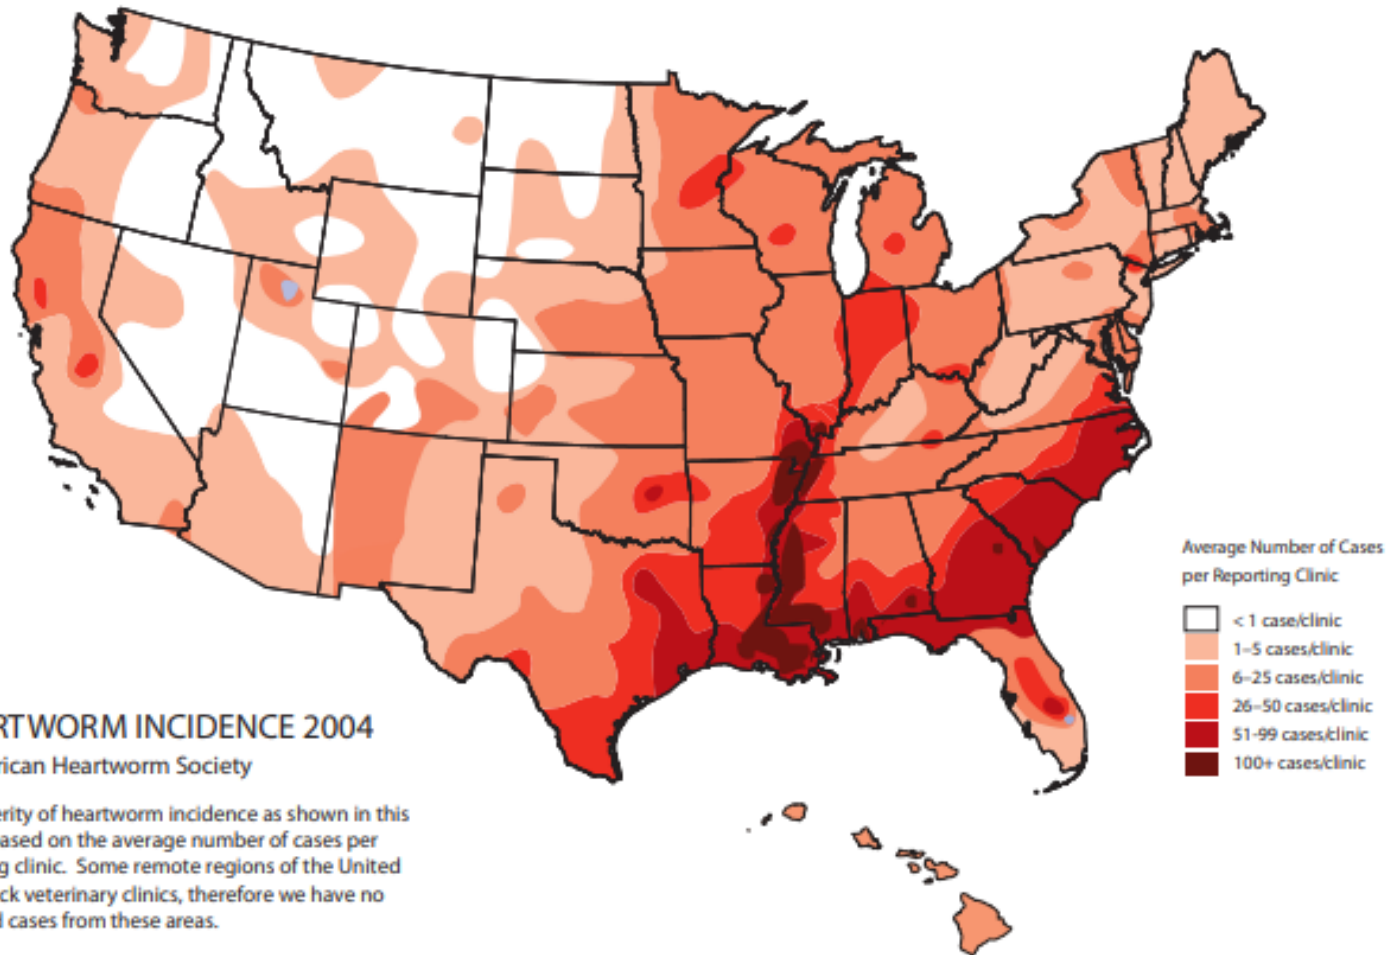 Average Number of Cases
per Reporting Clinic
< 1 case/clinic
1–5 cases/clinic
6–25 cases/clinic
26–50 cases/clinic
51-99 cases/clinic
100+ cases/clinic
RTWORM INCIDENCE 2004
rican Heartworm Society
erity of heartworm incidence as shown in this
ased on the average number of cases per
g clinic. Some remote regions of the United
ck veterinary clinics, therefore we have no
d cases from these areas.